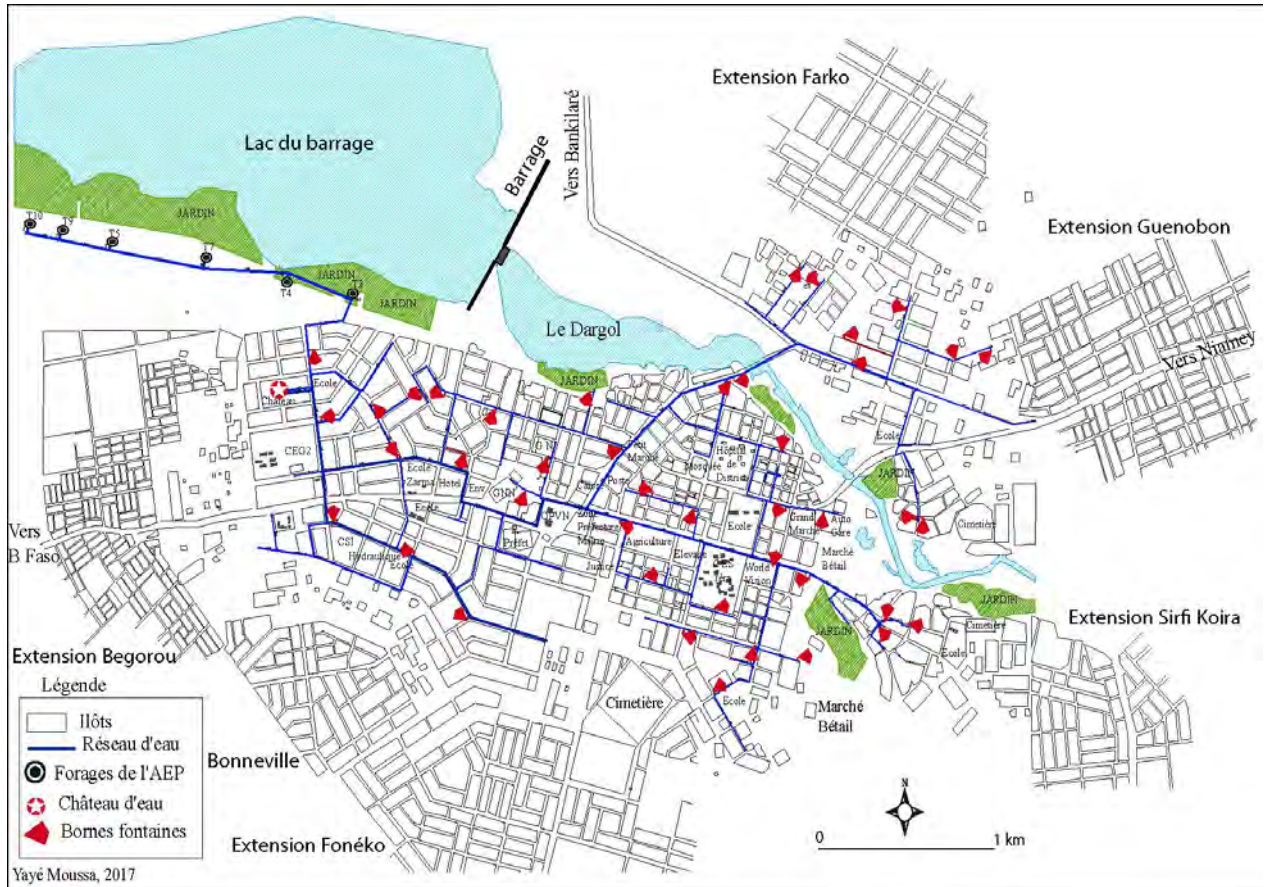 Extension Farko
Lac du barrage
Barrage
Vers Bankilaré
Extension Guenobon
JARDIN
T10
T9
T5
T7
T4
JARDIN
T3
JARDIN
Le Dargol
Vers Niamey
JARDIN
Ecole
Château
Ecole
CEG2
Ecole
Zarma
Hotel
Env
GNN
Petit
Marché
Poste
Mosquée
Hôpital
de
District
JARDIN
Ecole
Préfet
Préfecture
Mairie
Justice
Agriculture
Elevage
Ecole
Grand
Marché
Auto
Gare
Marché
Bétail
World
Vision
Cimetière
Vers
B Faso
CSI
Hydraulique
Ecole
JARDIN
JARDIN
Cimetière
Ecole
Extension Sirfi Koira
Extension Begorou
Cimetière
Ecole
Marché
Bétail
Bonneville
Extension Fonéko
Légende
Ilôts
Réseau d'eau
Forages de l'AEP
Château d'eau
Bornes fontaines
N
0 1 km
Yayé Moussa, 2017